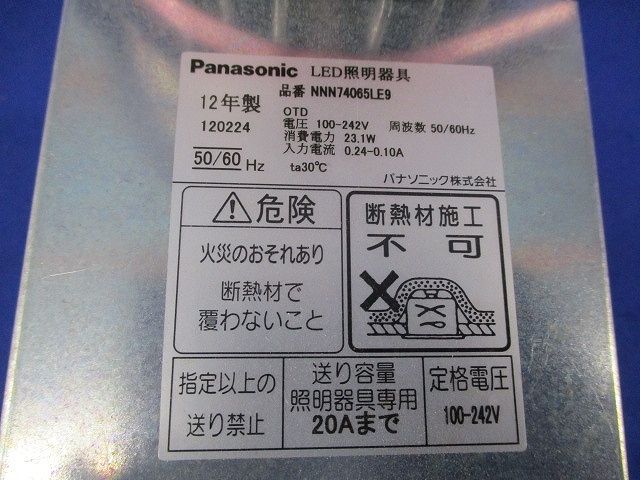 Panasonic LED照明器具
品番 NNN74065LE9
12年製
120224
50/60 Hz
OTD
電圧 100-242V 周波数 50/60Hz
消費電力 23.1W
入力電流 0.24-0.10A
ta30℃
パナソニック株式会社
⚠危険
火災のおそれあり
断熱材で
覆わないこと
断熱材施工
不可
指定以上の
送り禁止
送り容量
照明器具専用
20Aまで
定格電圧
100-242V